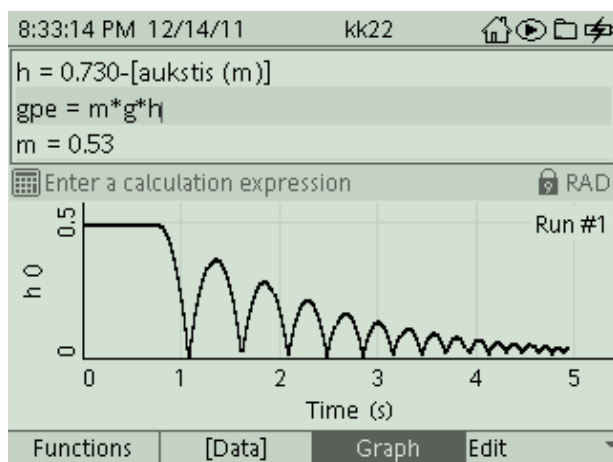 8:33:14 PM 12/14/11 kk22
h = 0.730-[aukstis (m)]
gpe = m*g*h
m = 0.53
Enter a calculation expression RAD
0.5
Run #1
h 0
0
0 1 2 3 4 5
Time (s)
Functions [Data] Graph Edit